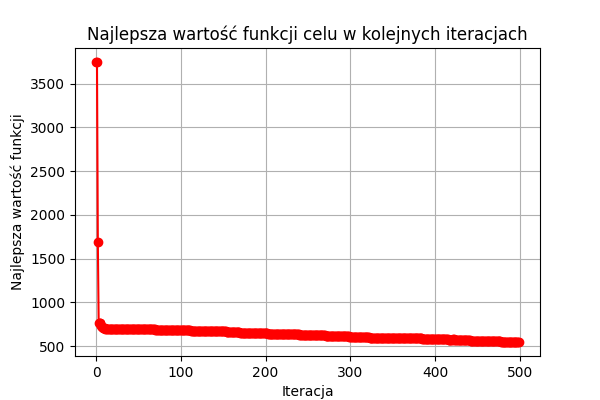 Najlepsza wartość funkcji celu w kolejnych iteracjach
Najlepsza wartość funkcji
3500
3000
2500
2000
1500
1000
500
0 100 200 300 400 500
Iteracja